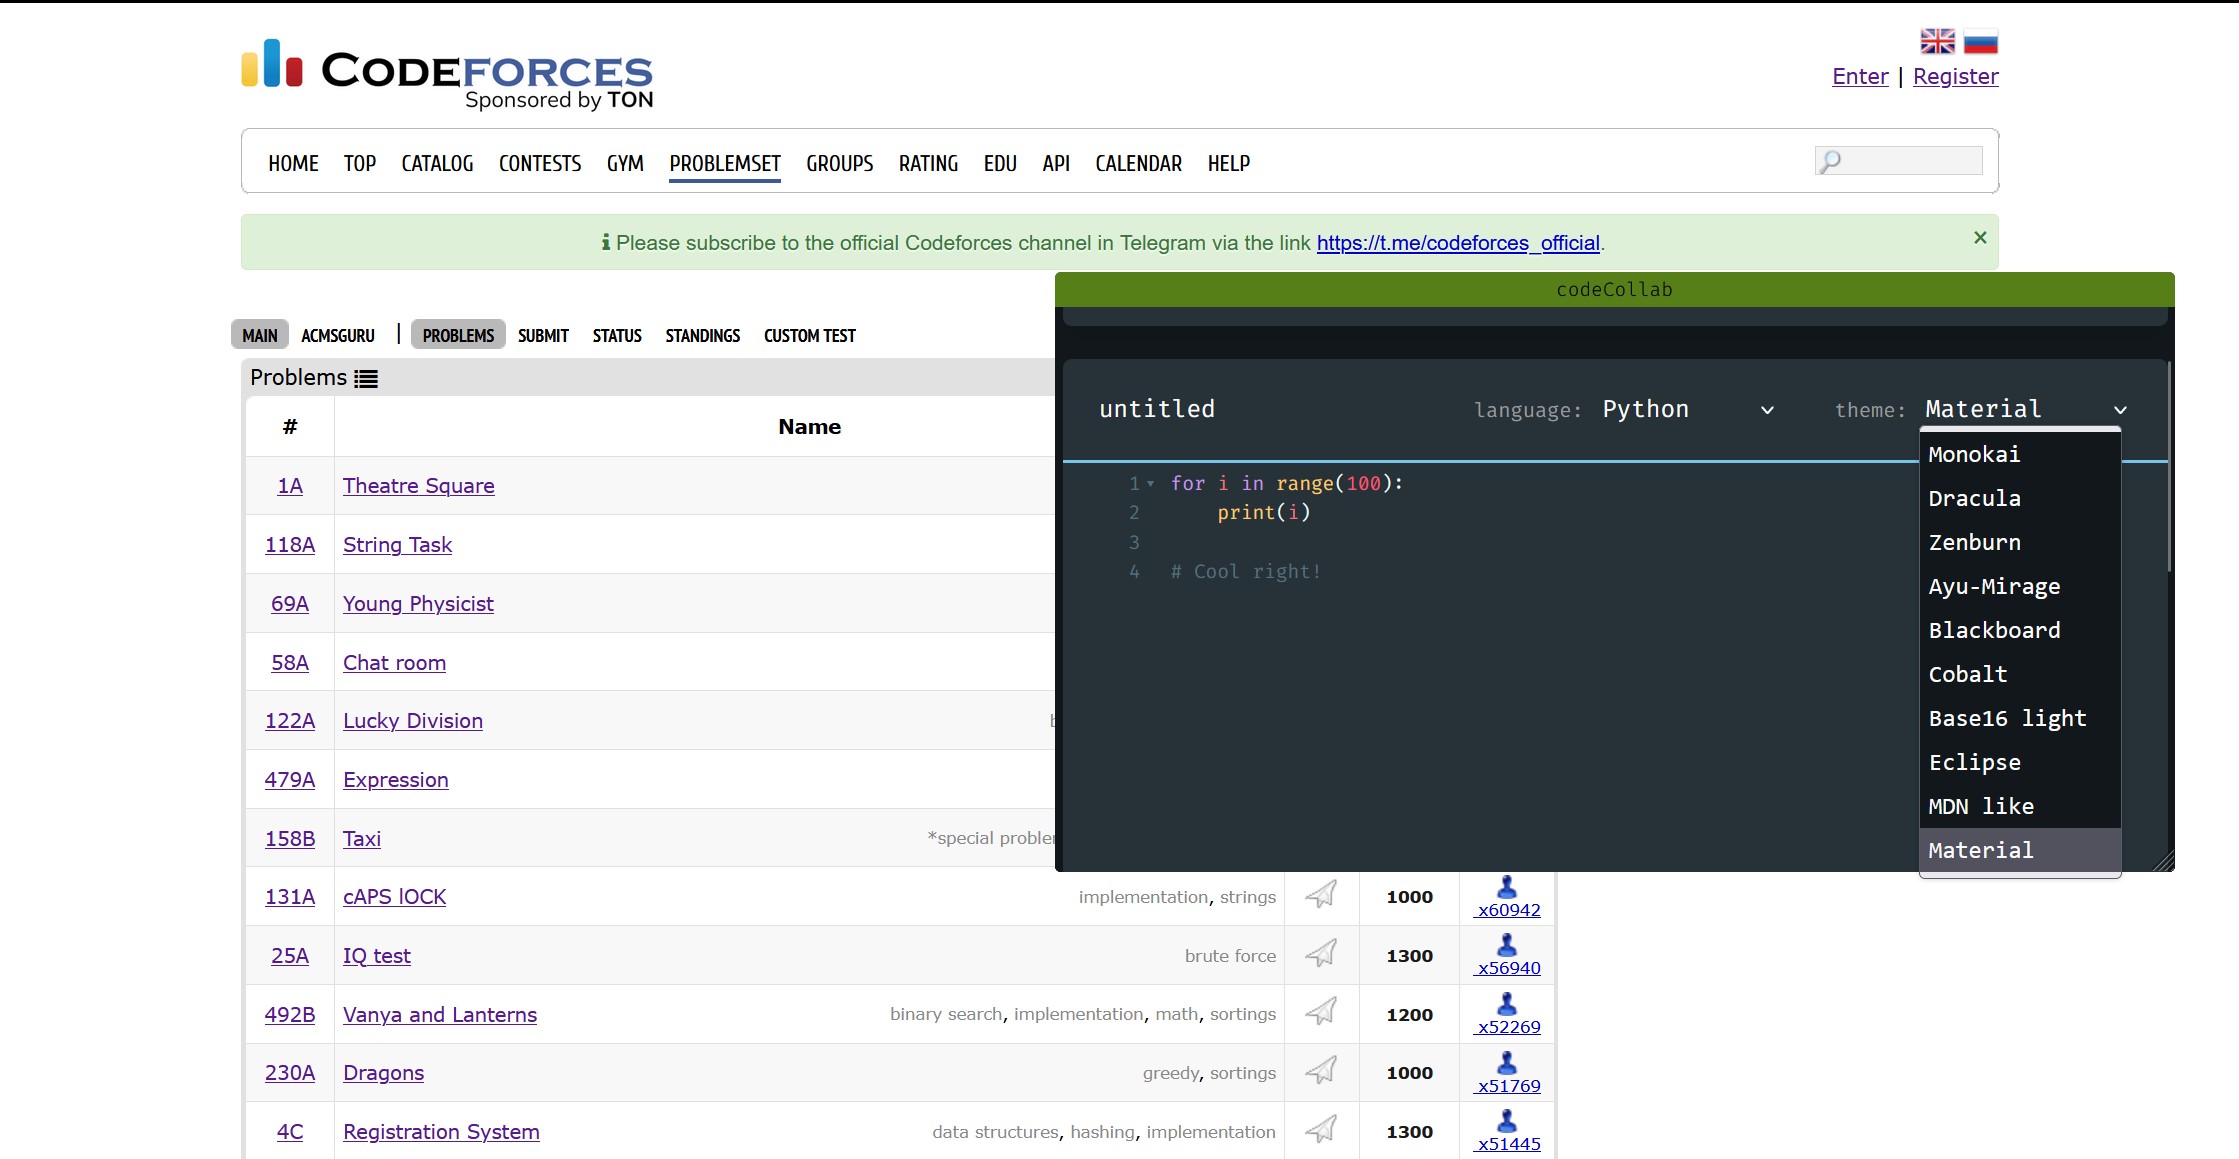 CODEFORCES
Sponsored by TON
Enter | Register
HOME TOP CATALOG CONTESTS GYM PROBLEMSET GROUPS RATING EDU API CALENDAR HELP
Please subscribe to the official Codeforces channel in Telegram via the link https://t.me/codeforces_official. ×
MAIN ACMSGURU | PROBLEMS SUBMIT STATUS STANDINGS CUSTOM TEST
Problems
# Name
1A Theatre Square
118A String Task
69A Young Physicist
58A Chat room
122A Lucky Division
479A Expression
158B Taxi *special
131A cAPS lOCK implementation, strings 1000 x60942
25A IQ test brute force 1300 x56940
492B Vanya and Lanterns binary search, implementation, math, sortings 1200 x52269
230A Dragons greedy, sortings 1000 x51769
4C Registration System data structures, hashing, implementation 1300 x51445
codeCollab
untitled language: Python theme: Material
1 for i in range(100):
2 print(i)
3
4 # Cool right!
Monokai
Dracula
Zenburn
Ayu-Mirage
Blackboard
Cobalt
Base16 light
Eclipse
MDN like
Material